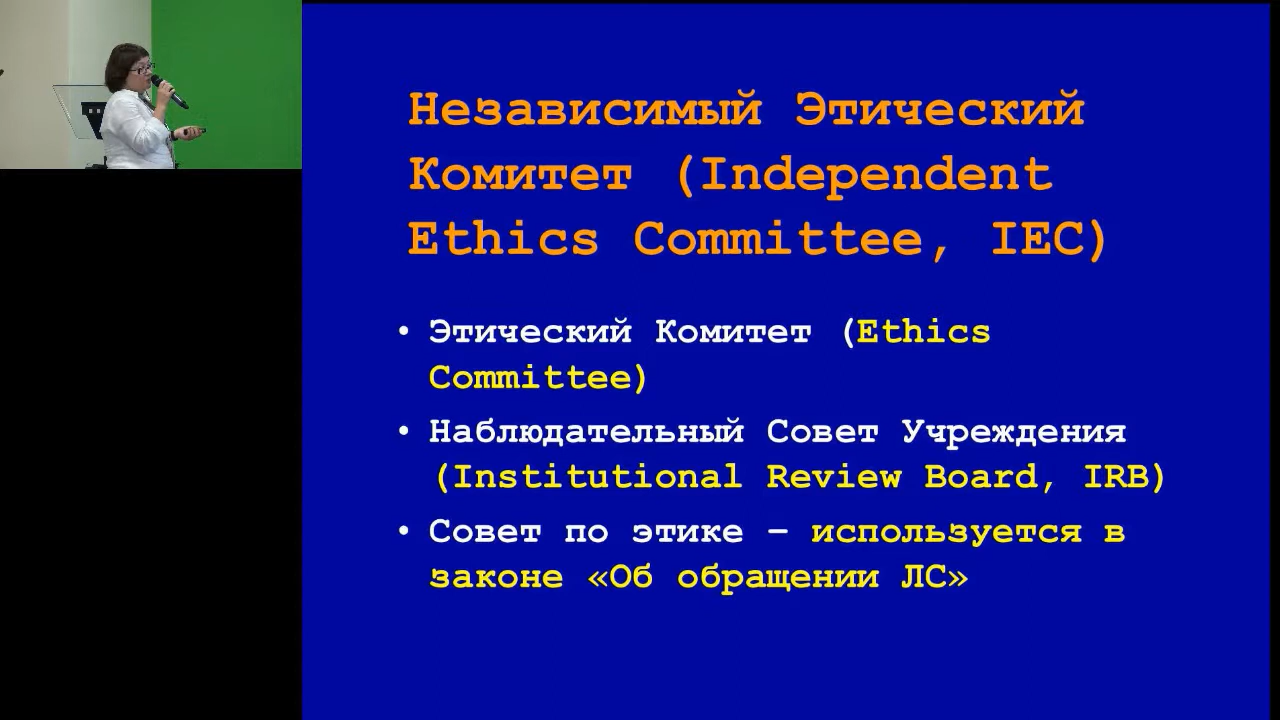 Независимый Этический
Комитет (Independent
Ethics Committee, IEC)
• Этический Комитет (Ethics
Committee)
• Наблюдательный Совет Учреждения
(Institutional Review Board, IRB)
• Совет по этике – используется в
законе «Об обращении ЛС»